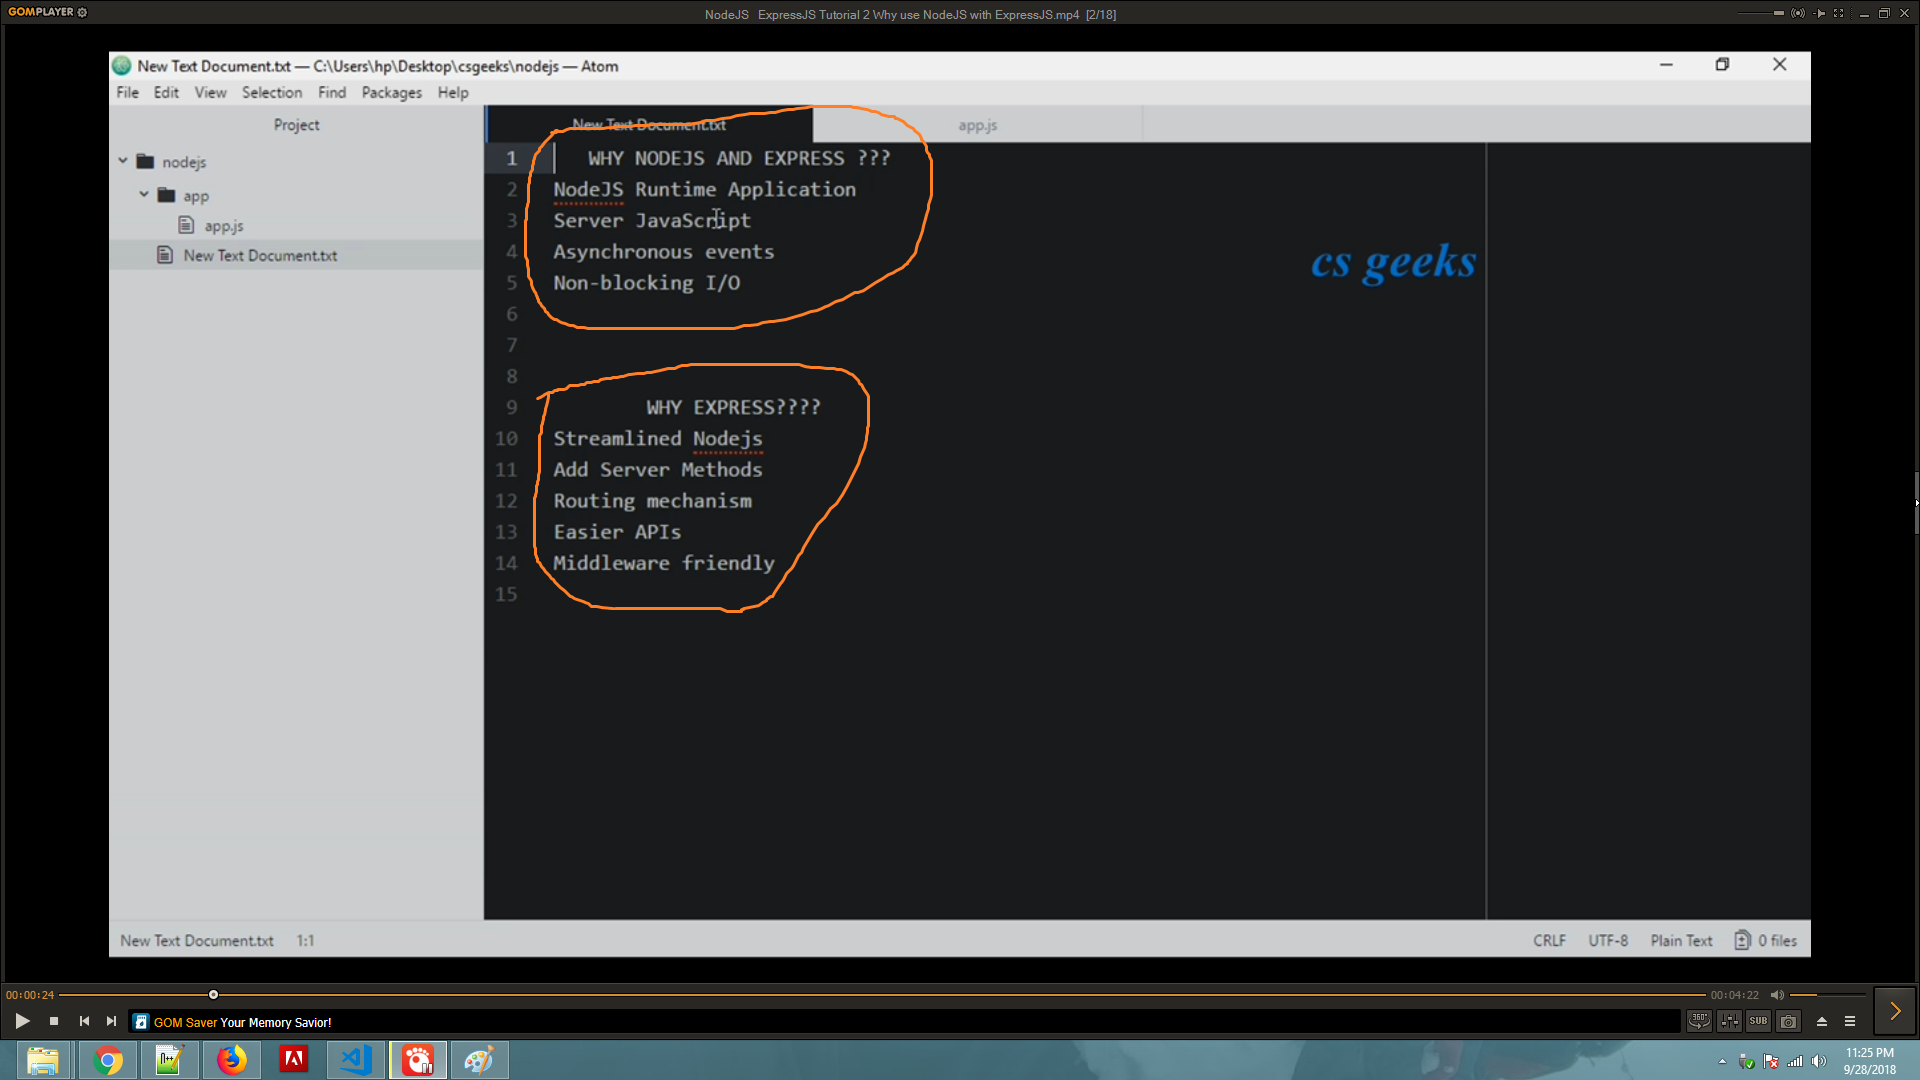 GOMPLAYER
NodeJS ExpressJS Tutorial 2 Why use NodeJS with ExpressJS.mp4 [2/18]
New Text Document.txt — C:\Users\hp\Desktop\csgeeks\nodejs — Atom
File Edit View Selection Find Packages Help
Project
nodejs
app
app.js
New Text Document.txt
New Text Document.txt app.js
1 WHY NODEJS AND EXPRESS ???
2 NodeJS Runtime Application
3 Server JavaScript
4 Asynchronous events
5 Non-blocking I/O
6
7
8
9 WHY EXPRESS????
10 Streamlined Nodejs
11 Add Server Methods
12 Routing mechanism
13 Easier APIs
14 Middleware friendly
15
cs geeks
New Text Document.txt 1:1 CRLF UTF-8 Plain Text 0 files
00:00:24 00:04:22
GOM Saver Your Memory Savior! 360° SUB
11:25 PM
9/28/2018